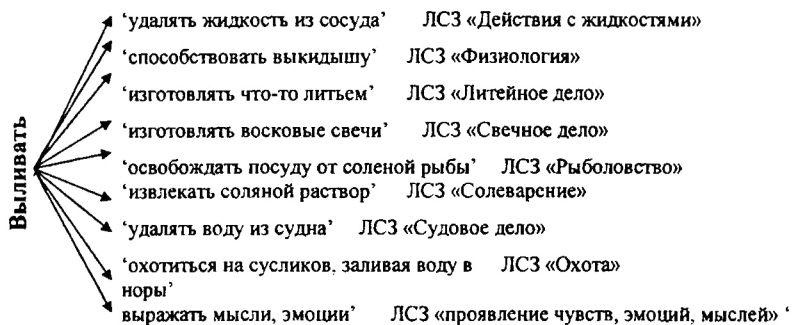 ‘удалять жидкость из сосуда’ ЛСЗ «Действия с жидкостями»
‘способствовать выкидышу’ ЛСЗ «Физиология»
‘изготовлять что-то литьем’ ЛСЗ «Литейное дело»
‘изготовлять восковые свечи’ ЛСЗ «Свечное дело»
‘освобождать посуду от соленой рыбы’ ЛСЗ «Рыболовство»
Выливать
‘извлекать соляной раствор’ ЛСЗ «Солеварение»
‘удалять воду из судна’ ЛСЗ «Судовое дело»
‘охотиться на сусликов, заливая воду в ЛСЗ «Охота»
норы’
выражать мысли, эмоции’ ЛСЗ «проявление чувств, эмоций, мыслей» ‘